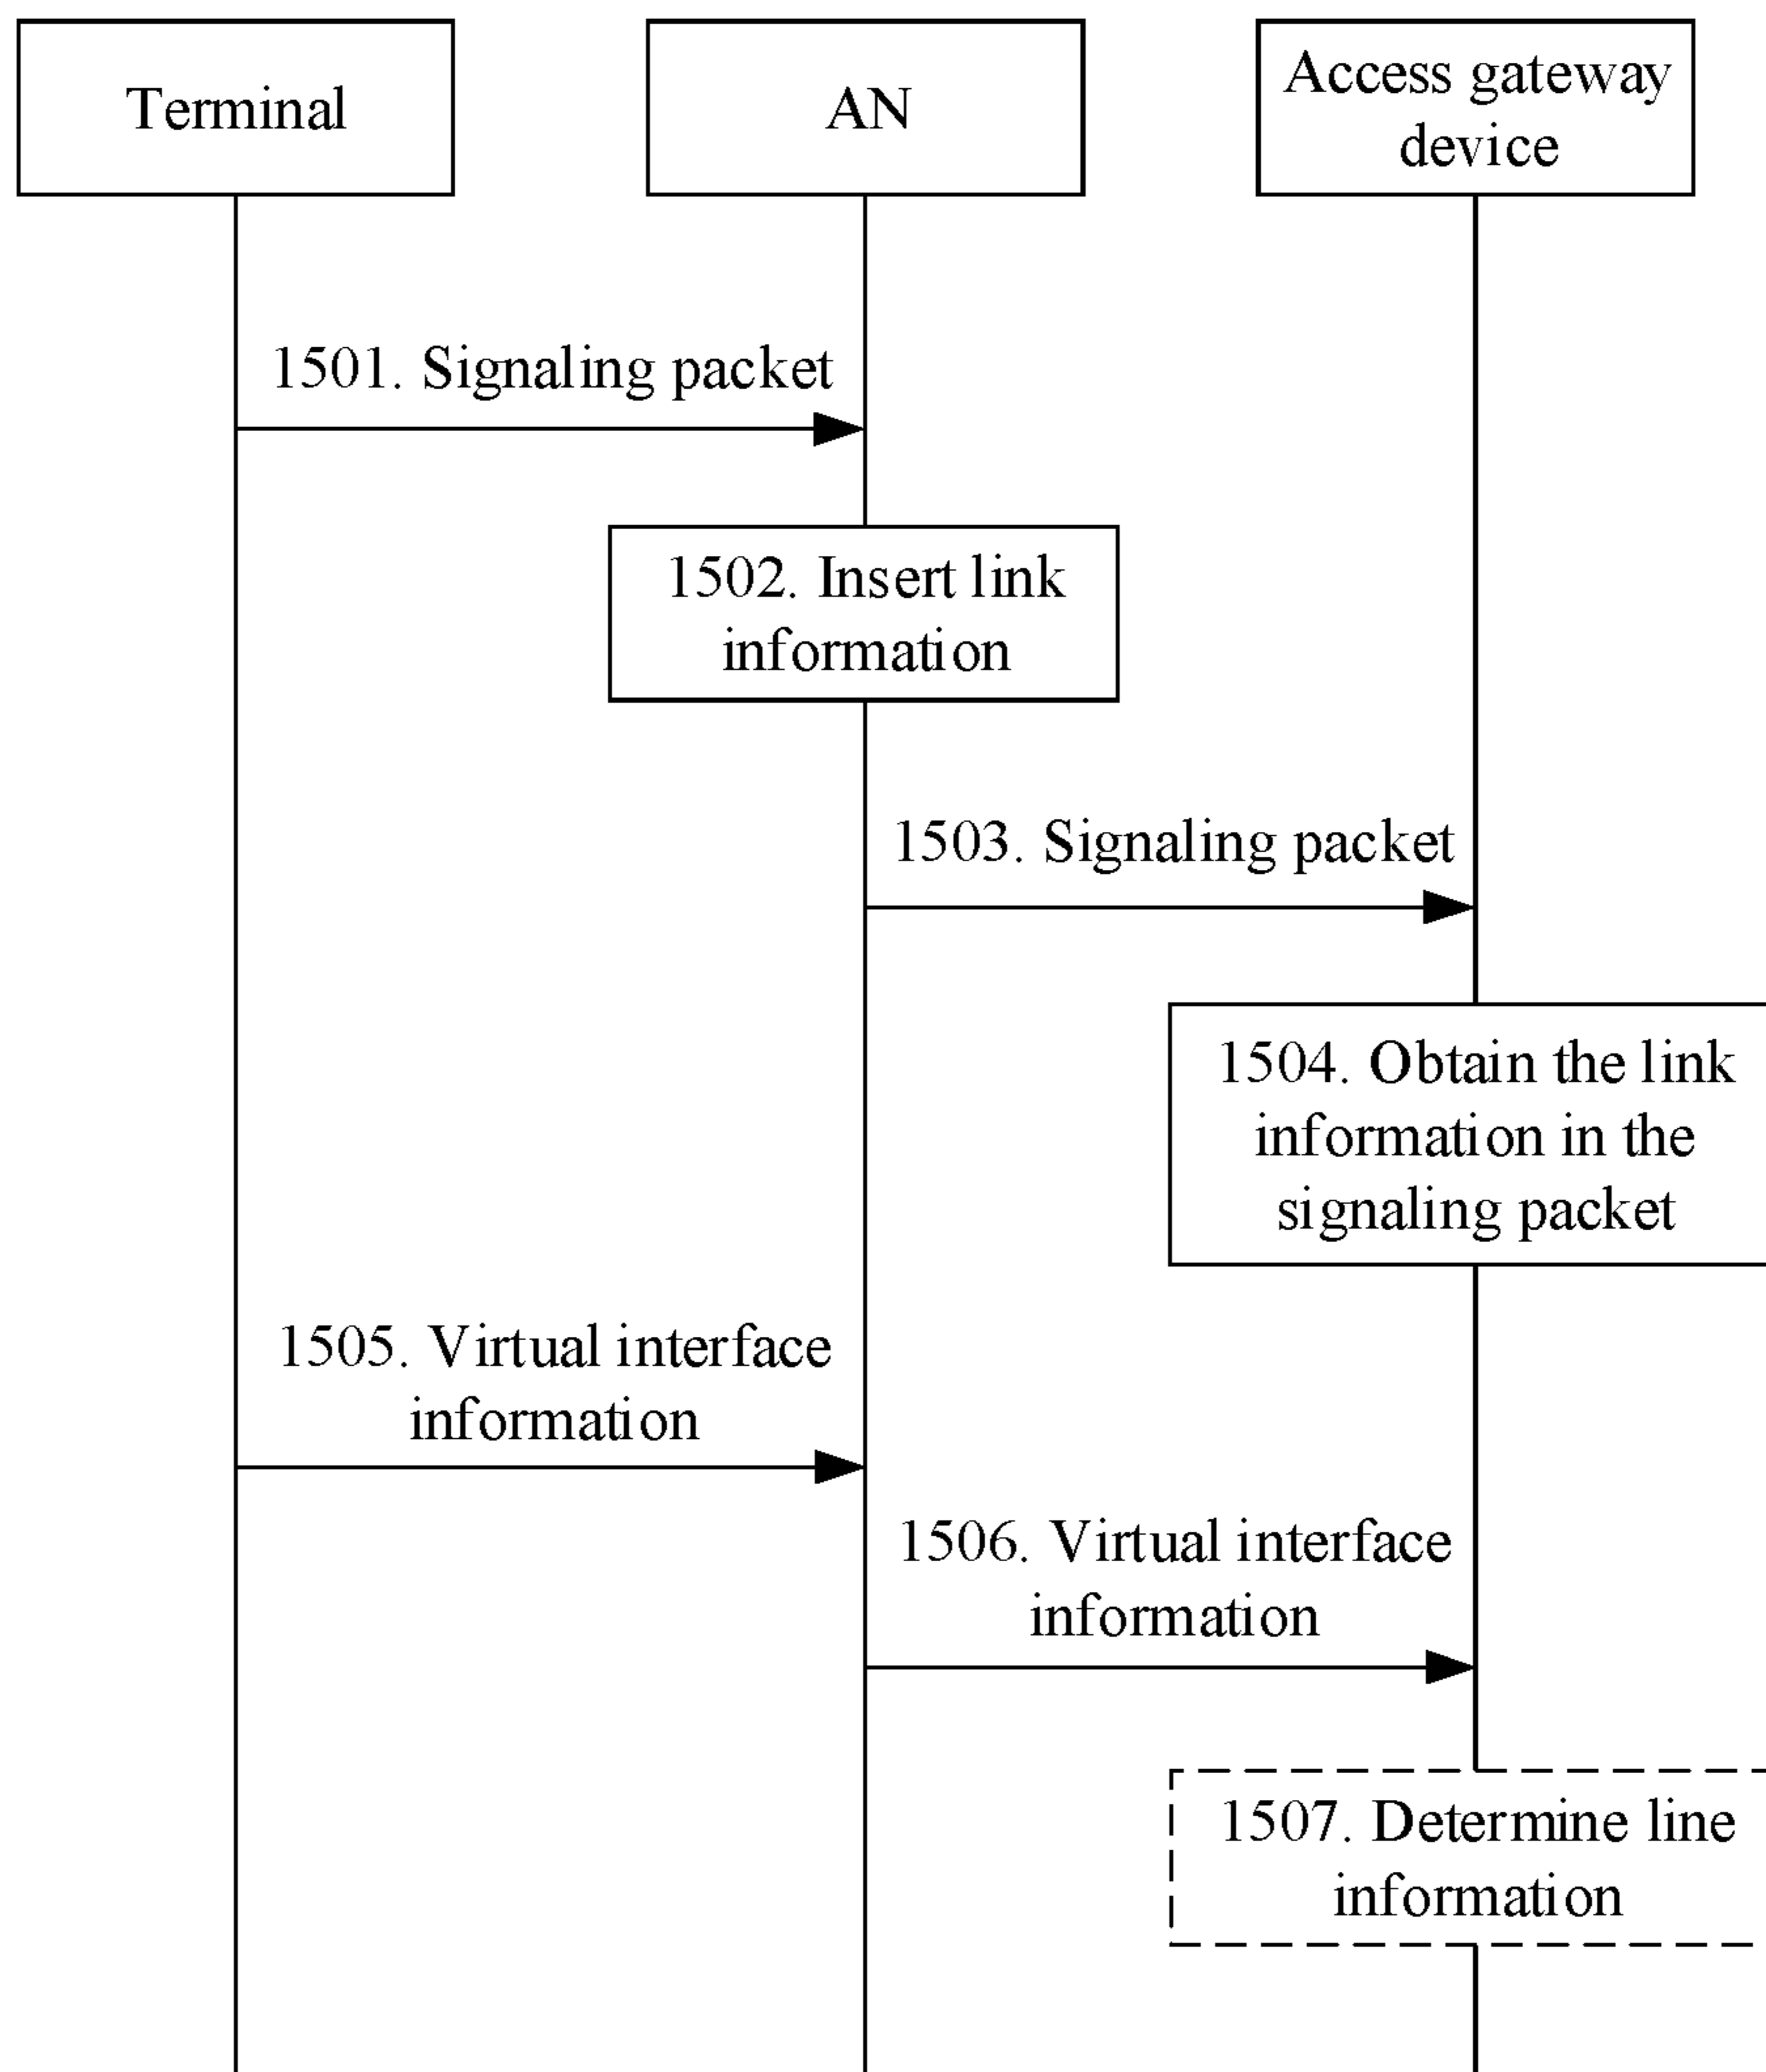 Terminal
AN
Access gateway
device
1501. Signaling packet
1502. Insert link
information
1503. Signaling packet
1504. Obtain the link
information in the
signaling packet
1505. Virtual interface
information
1506. Virtual interface
information
1507. Determine line
information